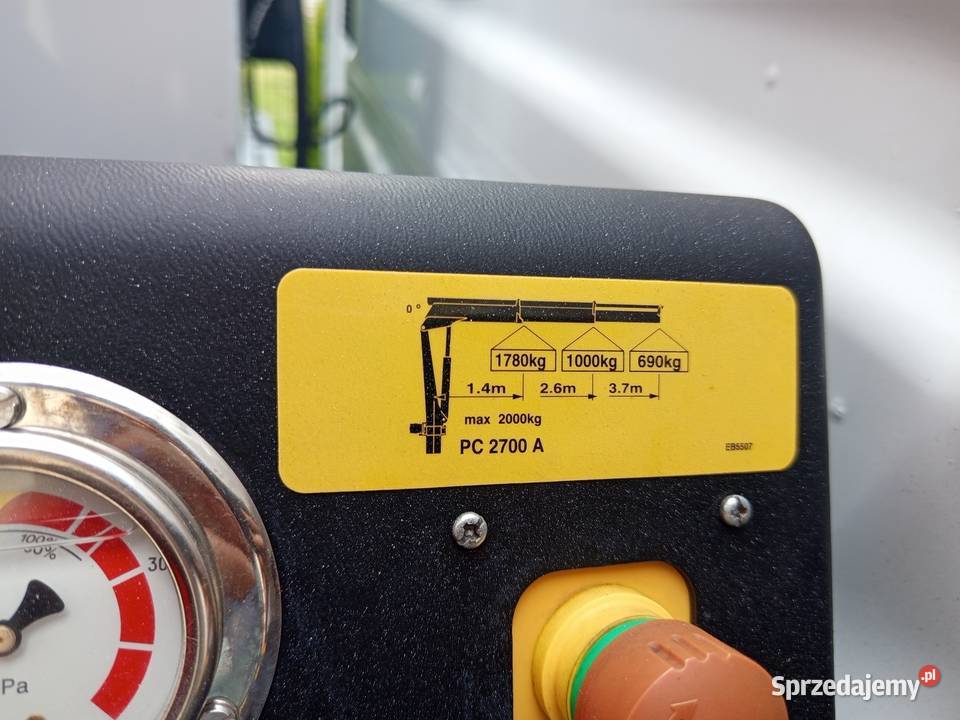 0 °
1780kg 1000kg 690kg
1.4m 2.6m 3.7m
max 2000kg
PC 2700 A
EB5507
100%
90%
30
Pa
Sprzedajemy.pl